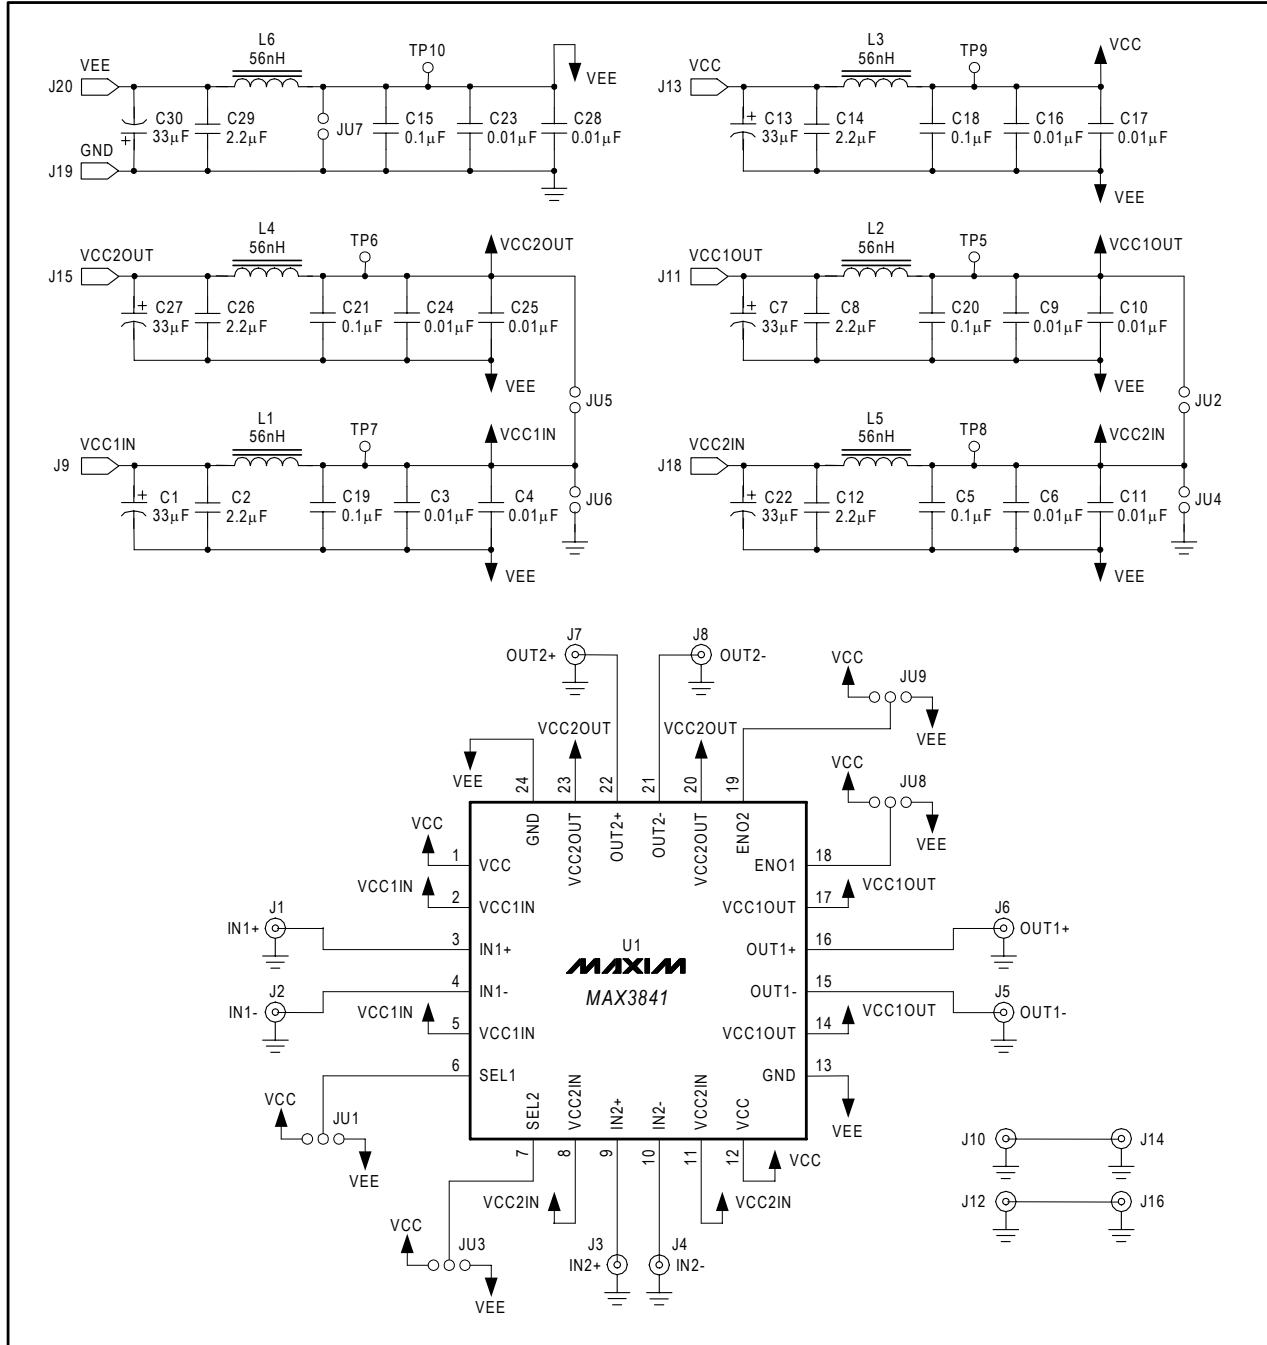 L6
56nH
TP10
VEE
J20
VEE
C30
33µF
+
C29
2.2µF
JU7
C15
0.1µF
C23
0.01µF
C28
0.01µF
GND
J19
L3
56nH
TP9
VCC
VCC
J13
+
C13
33µF
C14
2.2µF
C18
0.1µF
C16
0.01µF
C17
0.01µF
VEE
L4
56nH
TP6
VCC2OUT
VCC2OUT
J15
+
C27
33µF
C26
2.2µF
C21
0.1µF
C24
0.01µF
C25
0.01µF
VEE
JU5
L2
56nH
TP5
VCC1OUT
VCC1OUT
J11
+
C7
33µF
C8
2.2µF
C20
0.1µF
C9
0.01µF
C10
0.01µF
VEE
JU2
L1
56nH
TP7
VCC1IN
VCC1IN
J9
+
C1
33µF
C2
2.2µF
C19
0.1µF
C3
0.01µF
C4
0.01µF
JU6
VEE
L5
56nH
TP8
VCC2IN
VCC2IN
J18
+
C22
33µF
C12
2.2µF
C5
0.1µF
C6
0.01µF
C11
0.01µF
JU4
VEE
J7
OUT2+
J8
OUT2-
VCC
JU9
VEE
VCC2OUT
VCC2OUT
VEE
VCC
JU8
VEE
24
23
22
21
20
19
GND
VCC2OUT
OUT2+
OUT2-
VCC2OUT
ENO2
VCC
1
VCC
VCC1IN
2
VCC1IN
J1
IN1+
3
IN1+
J2
IN1-
4
IN1-
VCC1IN
5
VCC1IN
6
SEL1
VCC
JU1
VEE
U1
MAXIM
MAX3841
ENO1
18
VCC1OUT
17
VCC1OUT
OUT1+
16
J6
OUT1+
OUT1-
15
J5
OUT1-
VCC1OUT
14
VCC1OUT
GND
13
VEE
SEL2
VCC2IN
IN2+
IN2-
VCC2IN
VCC
7
8
9
10
11
12
VCC
VCC2IN
VCC2IN
VCC
JU3
VEE
J3
IN2+
J4
IN2-
J10
J14
J12
J16